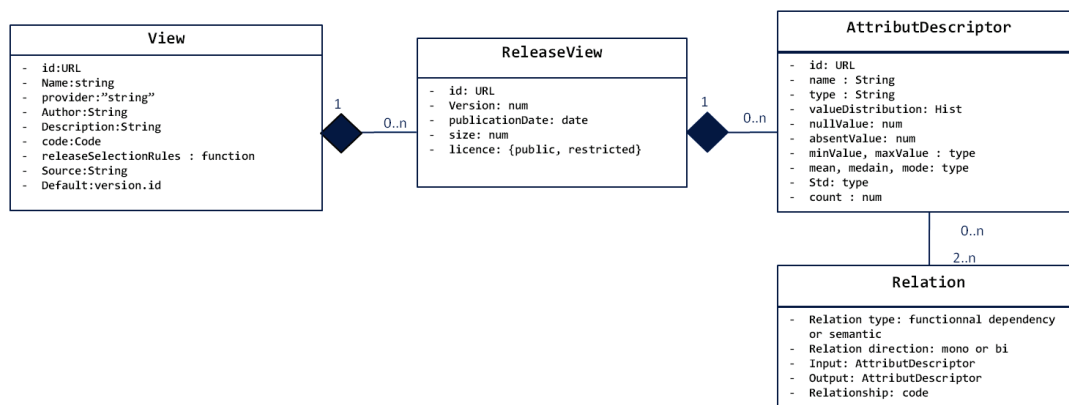 View
- id:URL
- Name:string
- provider:”string”
- Author:String
- Description:String
- code:Code
- releaseSelectionRules : function
- Source:String
- Default:version.id
1
0..n
ReleaseView
- id: URL
- Version: num
- publicationDate: date
- size: num
- licence: {public, restricted}
1
0..n
AttributDescriptor
- id: URL
- name : String
- type : String
- valueDistribution: Hist
- nullValue: num
- absentValue: num
- minValue, maxValue : type
- mean, medain, mode: type
- Std: type
- count : num
0..n
2..n
Relation
- Relation type: functionnal dependency
or semantic
- Relation direction: mono or bi
- Input: AttributDescriptor
- Output: AttributDescriptor
- Relationship: code